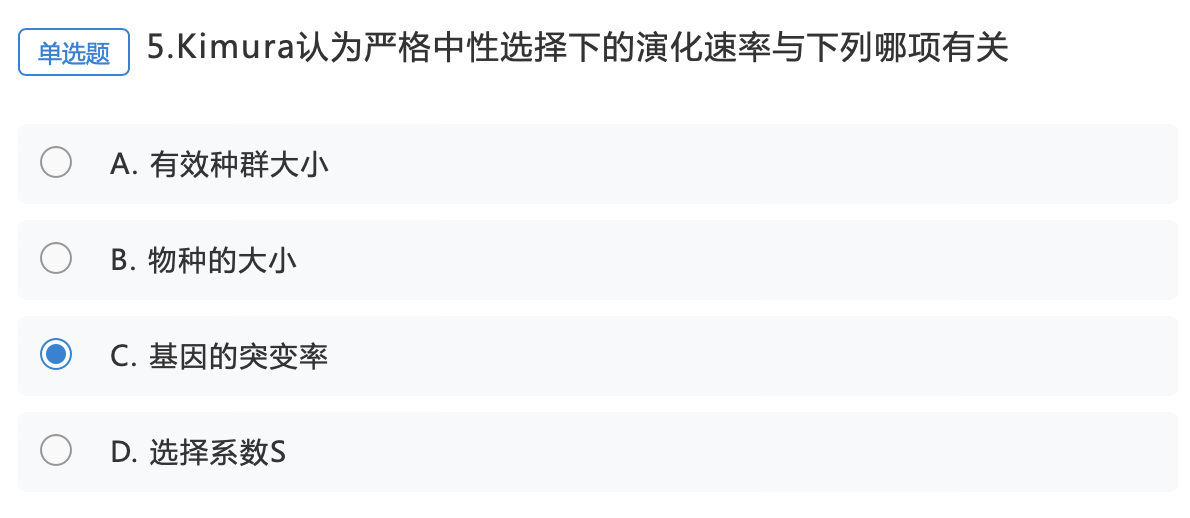 单选题 5.Kimura认为严格中性选择下的演化速率与下列哪项有关
A. 有效种群大小
B. 物种的大小
C. 基因的突变率
D. 选择系数S